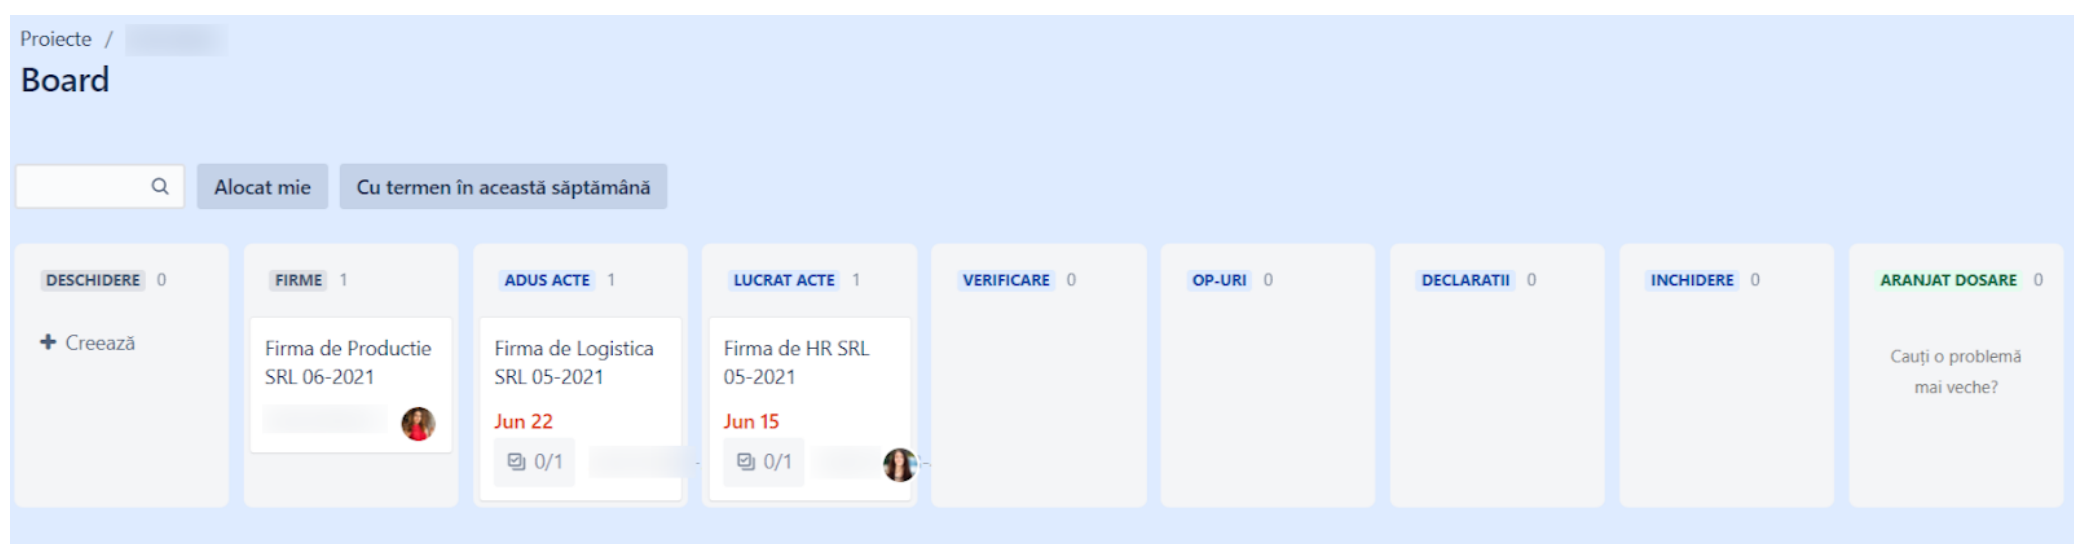 Proiecte /
Board
Alocat mie
Cu termen în această săptămână
DESCHIDERE 0
+ Creează
FIRME 1
Firma de Productie
SRL 06-2021
ADUS ACTE 1
Firma de Logistica
SRL 05-2021
Jun 22
0/1
LUCRAT ACTE 1
Firma de HR SRL
05-2021
Jun 15
0/1
VERIFICARE 0
OP-URI 0
DECLARATII 0
INCHIDERE 0
ARANJAT DOSARE 0
Cauți o problemă
mai veche?